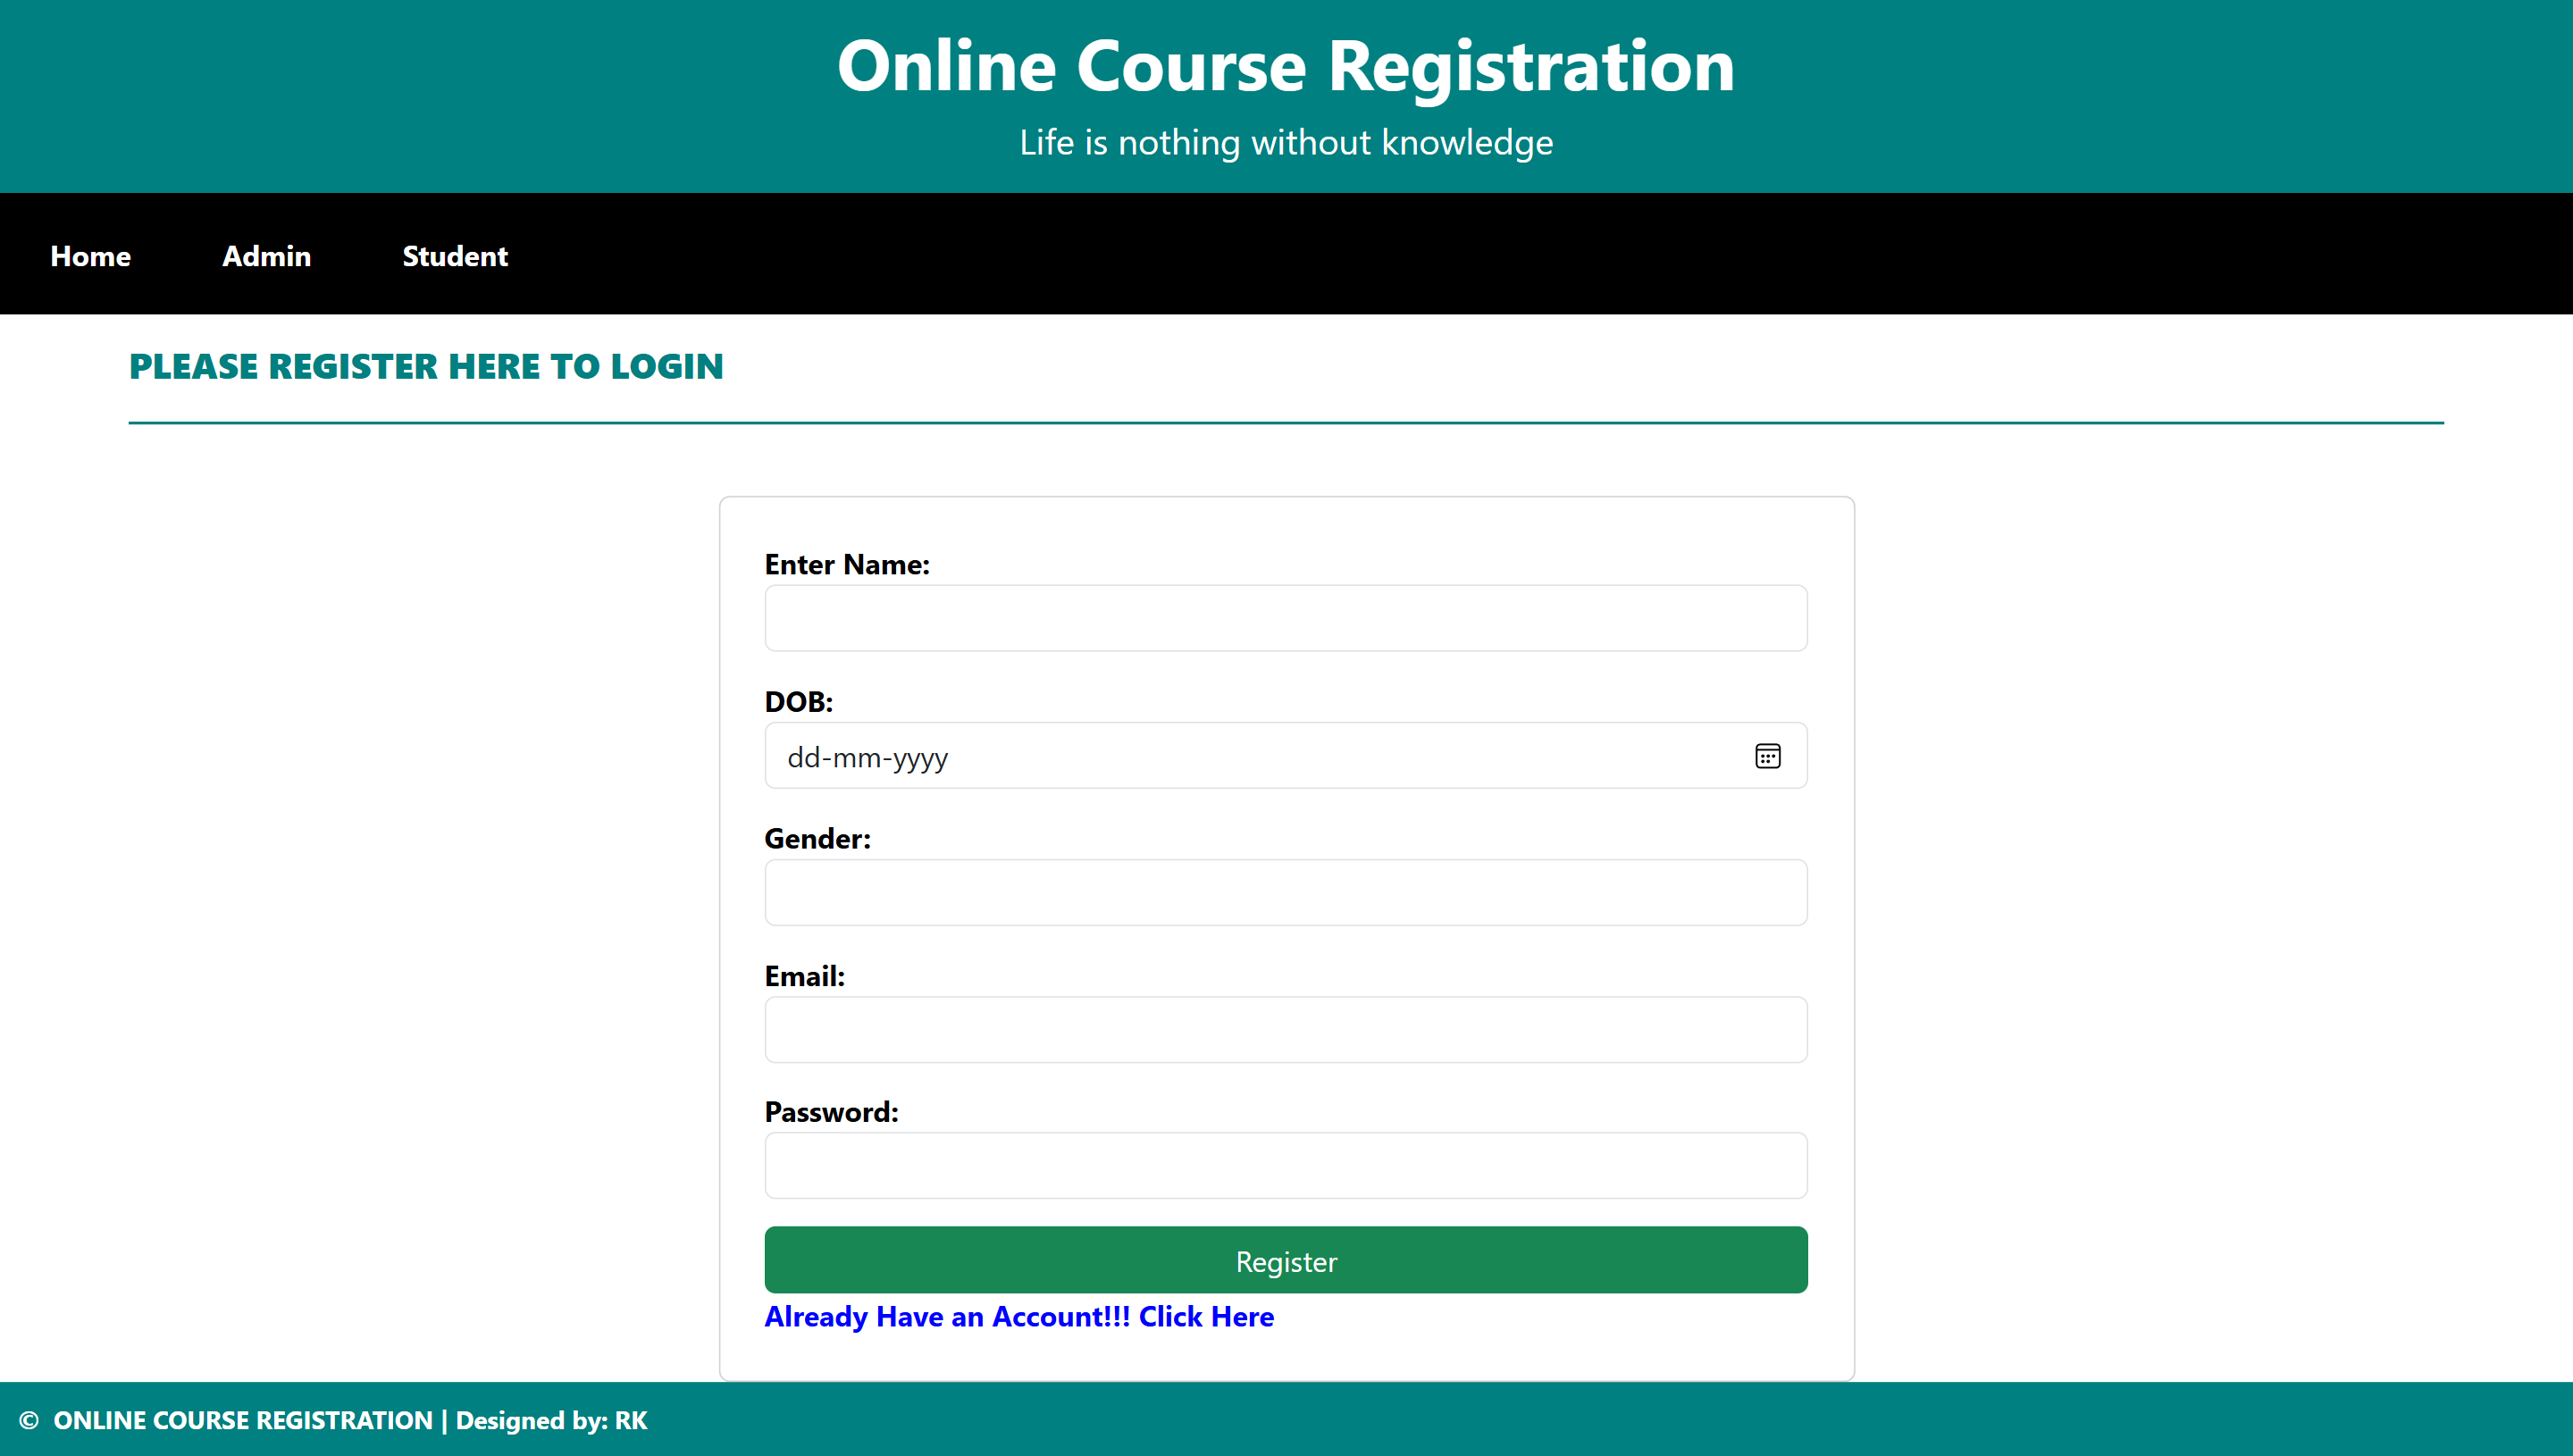 Online Course Registration
Life is nothing without knowledge
Home Admin Student
PLEASE REGISTER HERE TO LOGIN
Enter Name:
DOB:
dd-mm-yyyy
Gender:
Email:
Password:
Register
Already Have an Account!!! Click Here
© ONLINE COURSE REGISTRATION | Designed by: RK